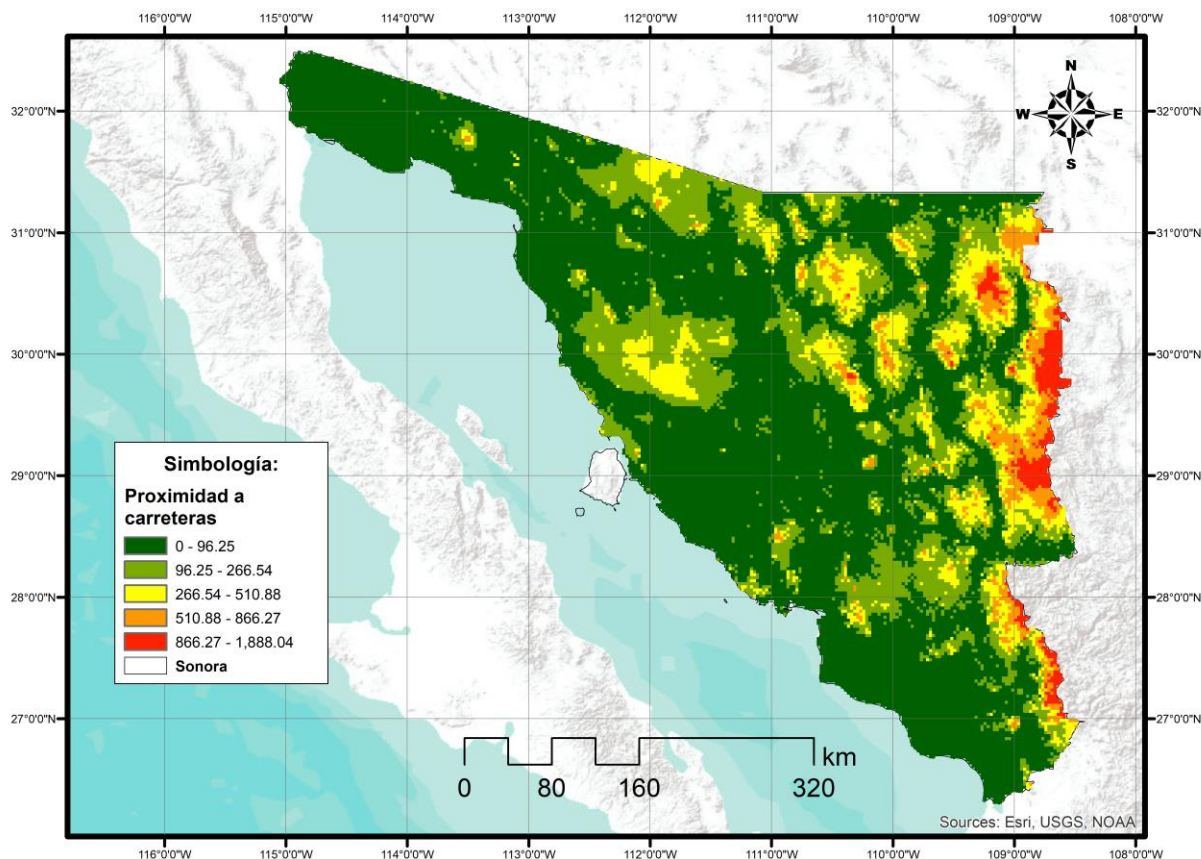 116°0'0"W 115°0'0"W 114°0'0"W 113°0'0"W 112°0'0"W 111°0'0"W 110°0'0"W 109°0'0"W 108°0'0"W
N
W E
S
32°0'0"N 32°0'0"N
31°0'0"N 31°0'0"N
30°0'0"N 30°0'0"N
29°0'0"N 29°0'0"N
28°0'0"N 28°0'0"N
27°0'0"N 27°0'0"N
Simbología:
Proximidad a
carreteras
0 - 96.25
96.25 - 266.54
266.54 - 510.88
510.88 - 866.27
866.27 - 1,888.04
Sonora
km
0 80 160 320
Sources: Esri, USGS, NOAA
116°0'0"W 115°0'0"W 114°0'0"W 113°0'0"W 112°0'0"W 111°0'0"W 110°0'0"W 109°0'0"W 108°0'0"W